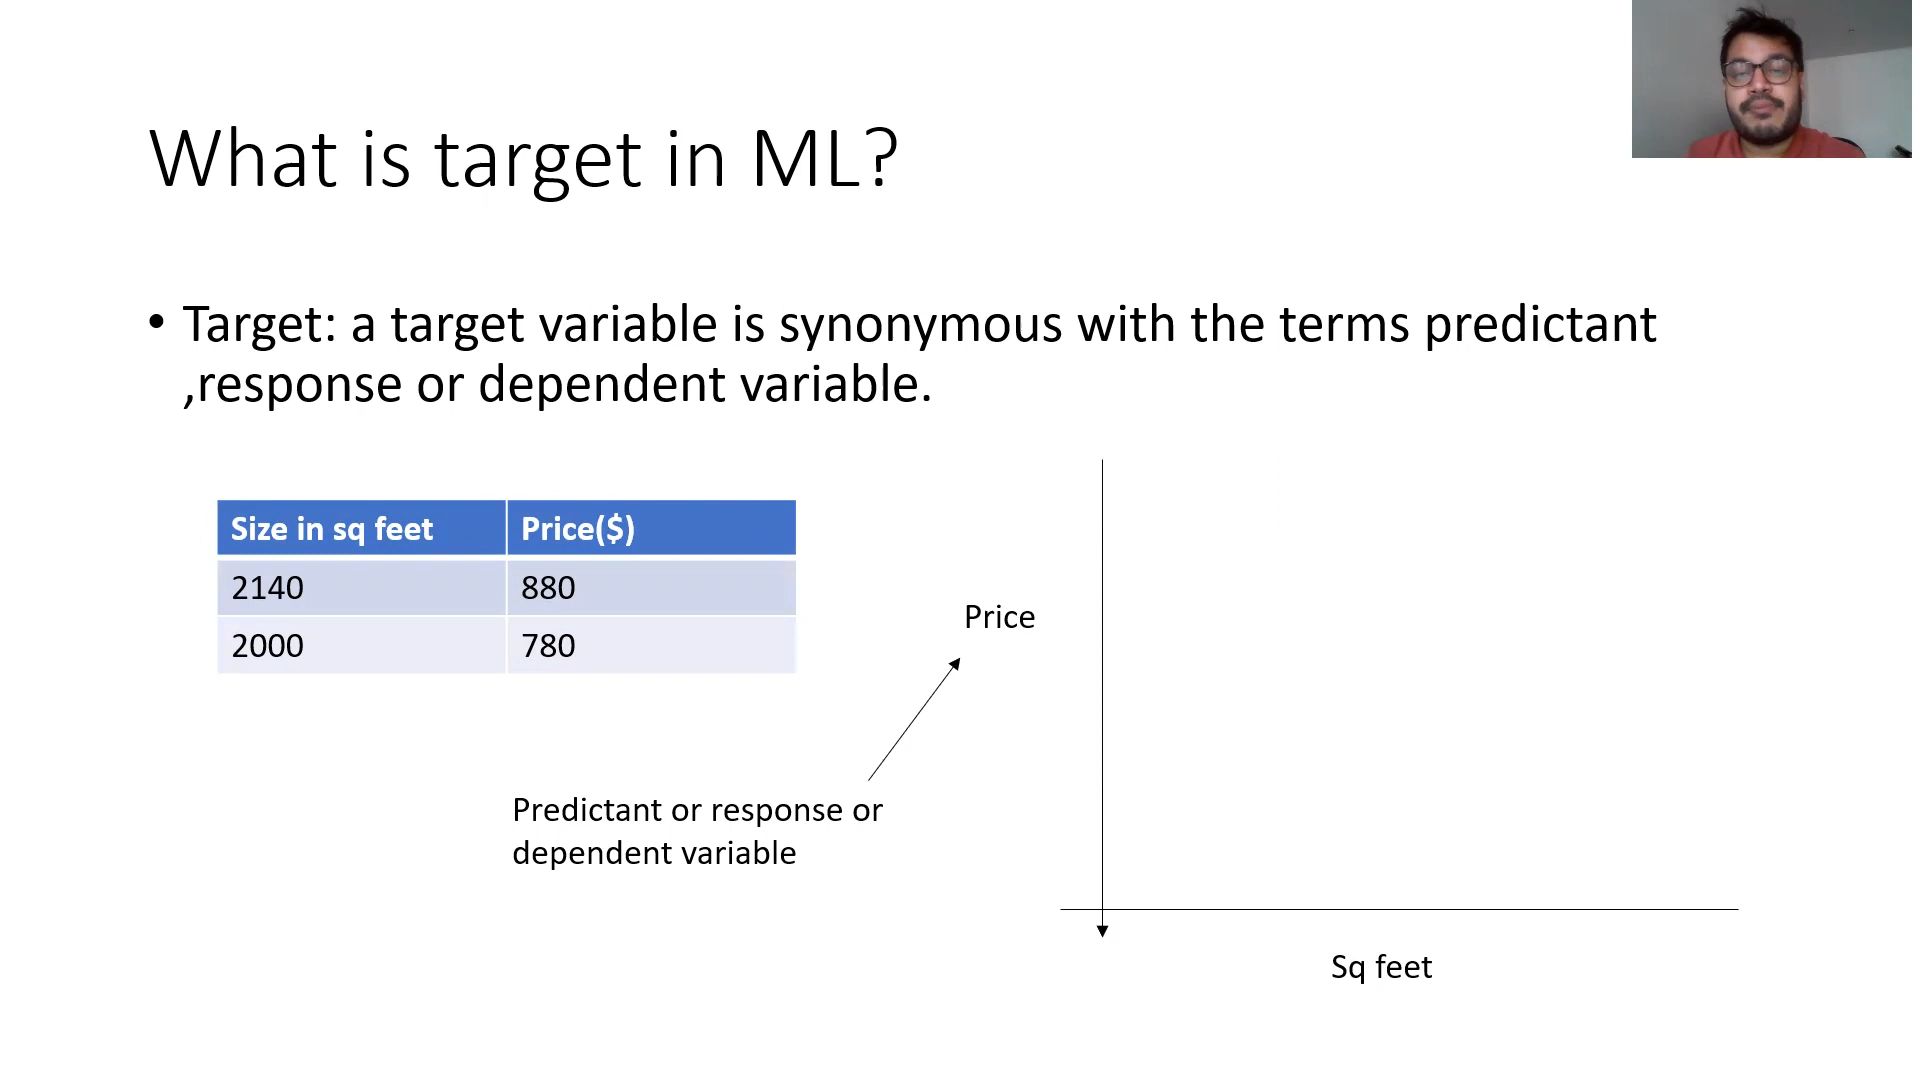 What is target in ML?
• Target: a target variable is synonymous with the terms predictant
,response or dependent variable.
Size in sq feet Price($)
2140 880
2000 780
Price
Predictant or response or
dependent variable
Sq feet